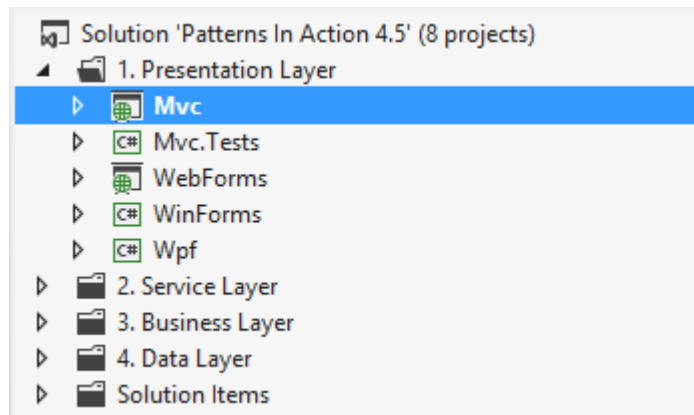 Solution 'Patterns In Action 4.5' (8 projects)
1. Presentation Layer
Mvc
C# Mvc.Tests
WebForms
C# WinForms
C# Wpf
2. Service Layer
3. Business Layer
4. Data Layer
Solution Items